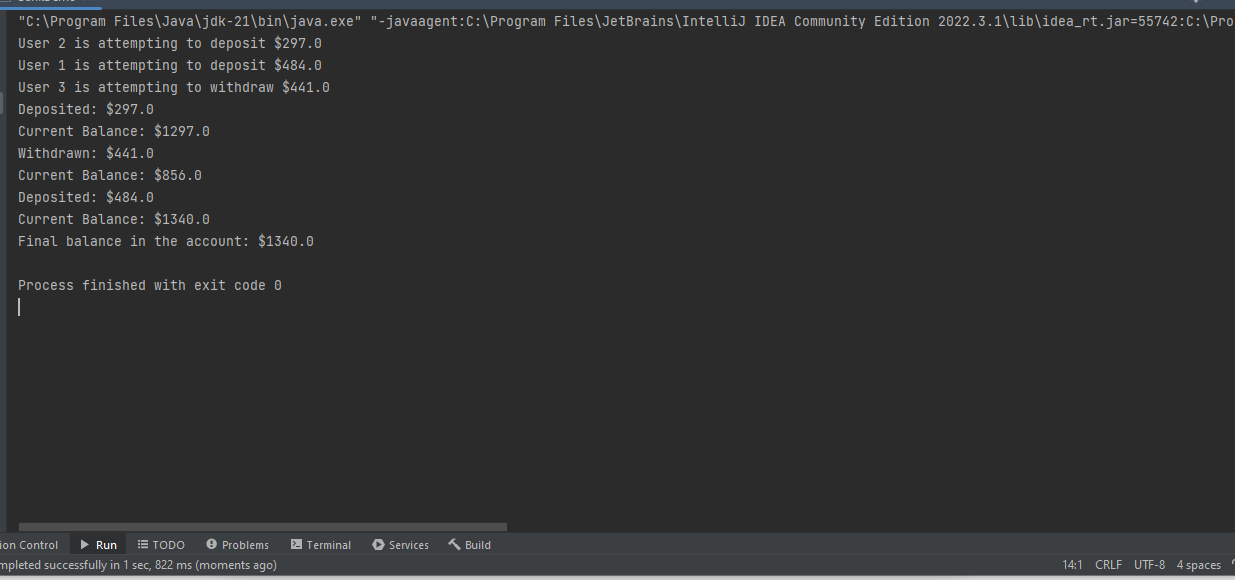 "C:\Program Files\Java\jdk-21\bin\java.exe" "-javaagent:C:\Program Files\JetBrains\IntelliJ IDEA Community Edition 2022.3.1\lib\idea_rt.jar=55742:C:\Pro
User 2 is attempting to deposit $297.0
User 1 is attempting to deposit $484.0
User 3 is attempting to withdraw $441.0
Deposited: $297.0
Current Balance: $1297.0
Withdrawn: $441.0
Current Balance: $856.0
Deposited: $484.0
Current Balance: $1340.0
Final balance in the account: $1340.0
Process finished with exit code 0
ion Control Run TODO Problems Terminal Services Build
mpleted successfully in 1 sec, 822 ms (moments ago) 14:1 CRLF UTF-8 4 spaces